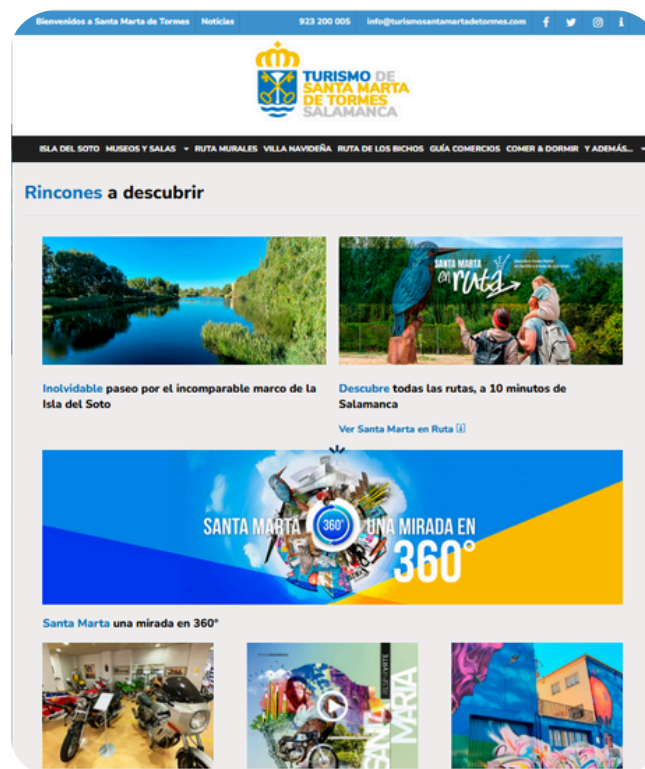 Bienvenidos a Santa Marta de Tormes Noticias 923 200 005 info@turismosantamartadetormes.com
TURISMO DE
SANTA MARTA
DE TORMES
SALAMANCA
ISLA DEL SOTO MUSEOS Y SALAS RUTA MURALES VILLA NAVIDEÑA RUTA DE LOS BICHOS GUÍA COMERCIOS COMER & DORMIR Y ADEMÁS...
Rincones a descubrir
SANTA MARTA
en ruta
Inolvidable paseo por el incomparable marco de la
Isla del Soto
Descubre todas las rutas, a 10 minutos de
Salamanca
Ver Santa Marta en Ruta
SANTA MARTA 360° UNA MIRADA EN
360°
Santa Marta una mirada en 360°
SANTA
MARTA